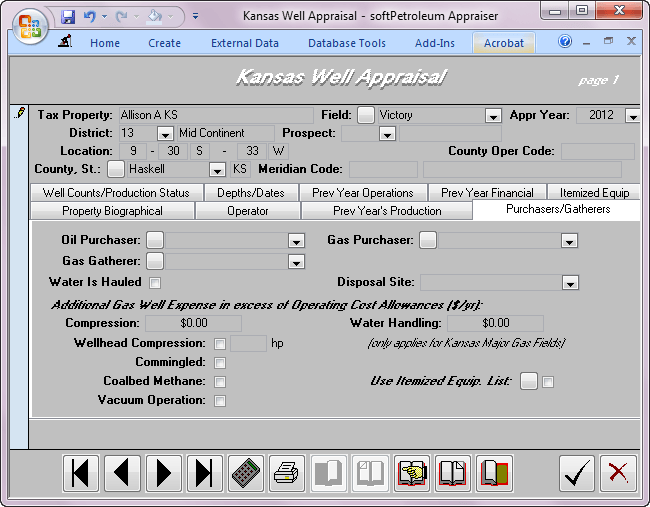 Kansas Well Appraisal - softPetroleum Appraiser
Home Create External Data Database Tools Add-Ins Acrobat
Kansas Well Appraisal page 1
Tax Property: Allison A KS Field: Victory Appr Year: 2012
District: 13 Mid Continent Prospect:
Location: 9 - 30 S - 33 W County Oper Code:
County, St.: Haskell KS Meridian Code:
Well Counts/Production Status Depths/Dates Prev Year Operations Prev Year Financial Itemized Equip
Property Biographical Operator Prev Year's Production Purchasers/Gatherers
Oil Purchaser: Gas Purchaser:
Gas Gatherer:
Water Is Hauled Disposal Site:
Additional Gas Well Expense in excess of Operating Cost Allowances ($/yr):
Compression: $0.00 Water Handling: $0.00
Wellhead Compression: hp (only applies for Kansas Major Gas Fields)
Commingled:
Coalbed Methane: Use Itemized Equip. List:
Vacuum Operation: